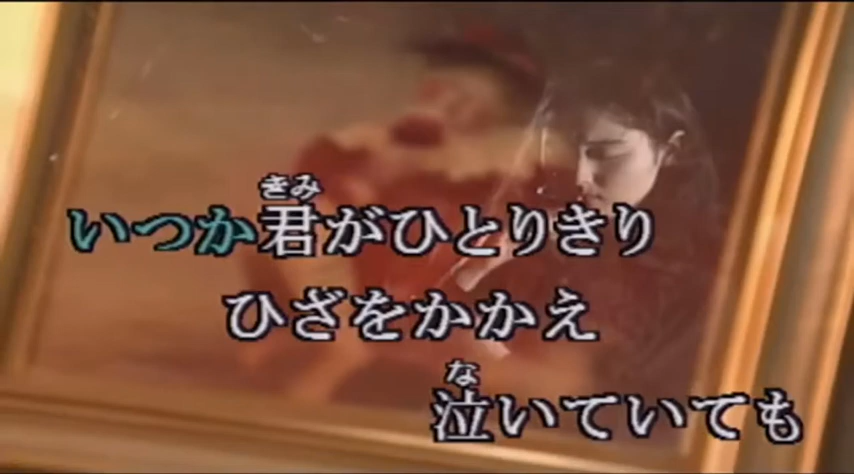 きみ
いつか君がひとりきり
ひざをかかえ
な
泣いていても